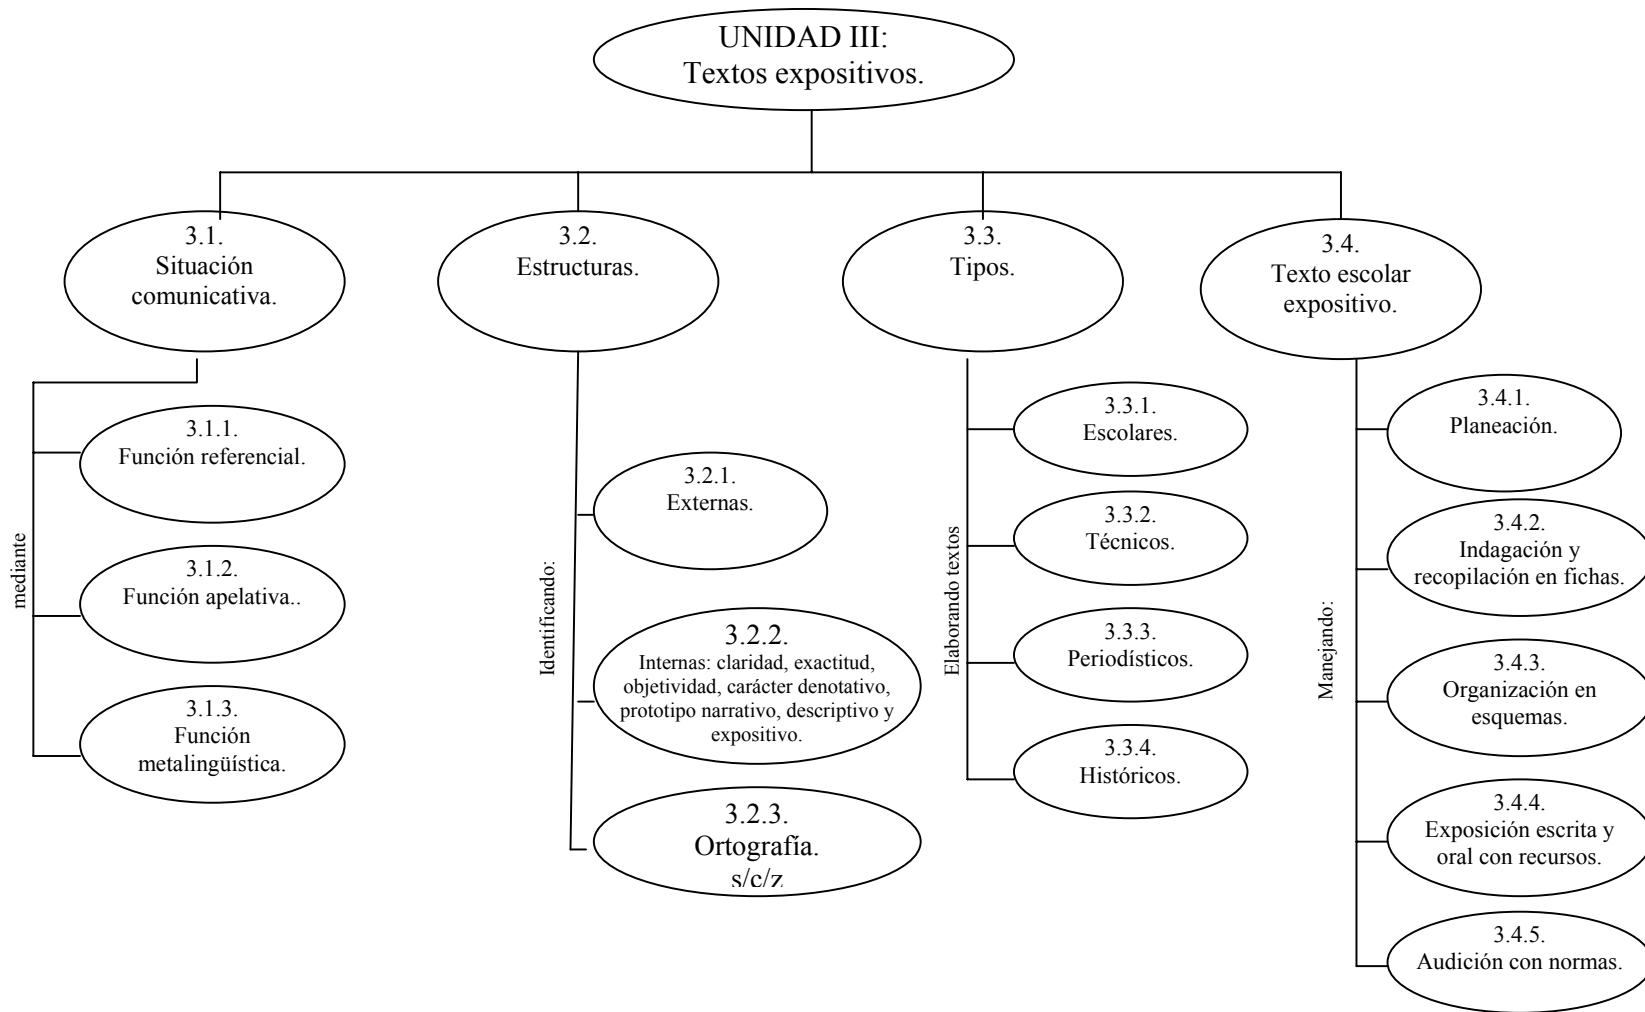 UNIDAD III:
Textos expositivos.
3.1.
Situación
comunicativa.
mediante
3.1.1.
Función referencial.
3.1.2.
Función apelativa..
3.1.3.
Función
metalingüística.
3.2.
Estructuras.
Identificando:
3.2.1.
Externas.
3.2.2.
Internas: claridad, exactitud,
objetividad, carácter denotativo,
prototipo narrativo, descriptivo y
expositivo.
3.2.3.
Ortografía.
s/c/z
3.3.
Tipos.
Elaborando textos
3.3.1.
Escolares.
3.3.2.
Técnicos.
3.3.3.
Periodísticos.
3.3.4.
Históricos.
3.4.
Texto escolar
expositivo.
Manejando:
3.4.1.
Planeación.
3.4.2.
Indagación y
recopilación en fichas.
3.4.3.
Organización en
esquemas.
3.4.4.
Exposición escrita y
oral con recursos.
3.4.5.
Audición con normas.